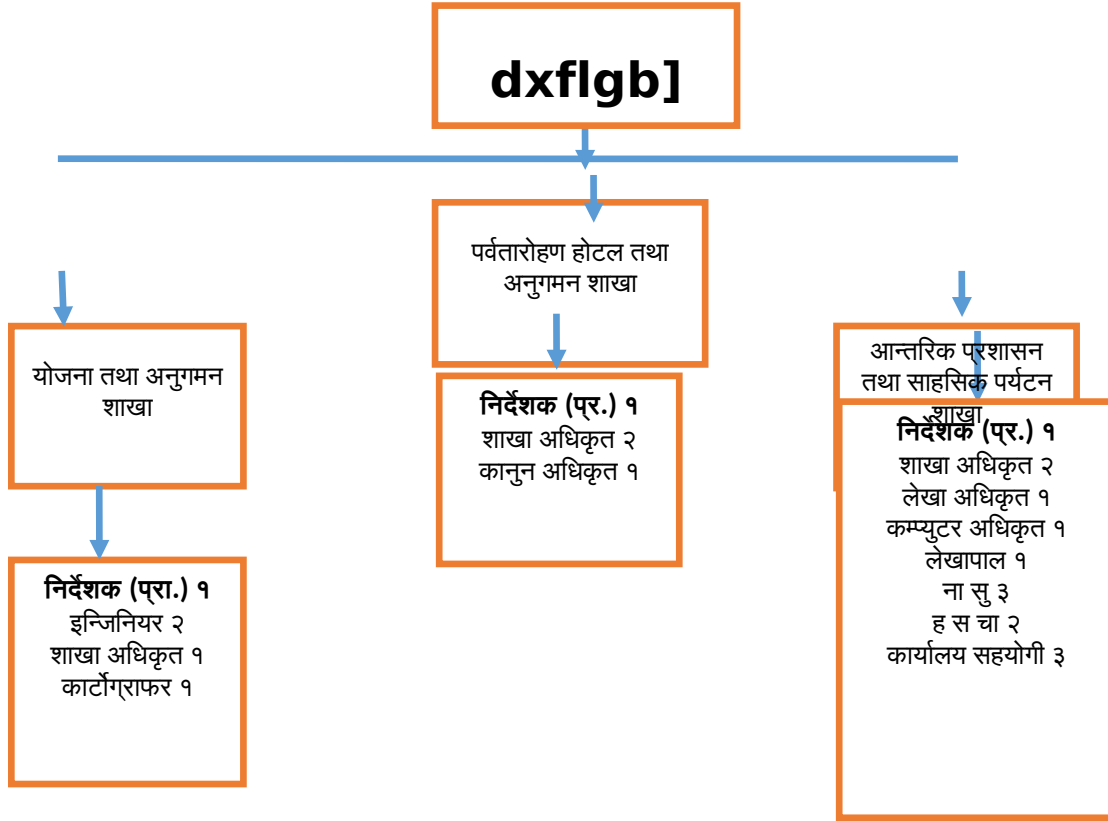 dxflgb]
पर्वतारोहण होटल तथा
अनुगमन शाखा
योजना तथा अनुगमन
शाखा
आन्तरिक प्रशासन
तथा साहसिक पर्यटन
शाखा
निर्देशक (प्र.) १
शाखा अधिकृत २
कानुन अधिकृत १
निर्देशक (प्र.) १
शाखा अधिकृत २
लेखा अधिकृत १
कम्प्युटर अधिकृत १
लेखापाल १
ना सु ३
ह स चा २
कार्यालय सहयोगी ३
निर्देशक (प्रा.) १
इन्जिनियर २
शाखा अधिकृत १
कार्टोग्राफर १